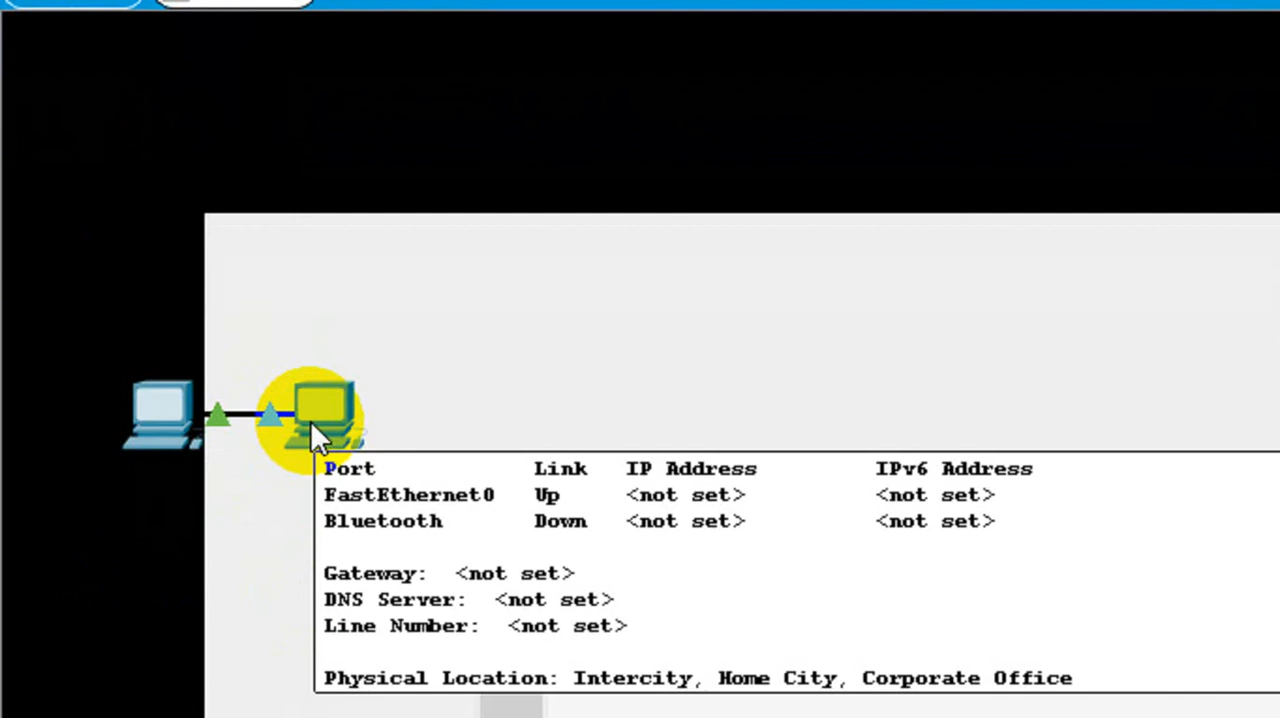 Port Link IP Address IPv6 Address
FastEthernet0 Up <not set> <not set>
Bluetooth Down <not set> <not set>
Gateway: <not set>
DNS Server: <not set>
Line Number: <not set>
Physical Location: Intercity, Home City, Corporate Office